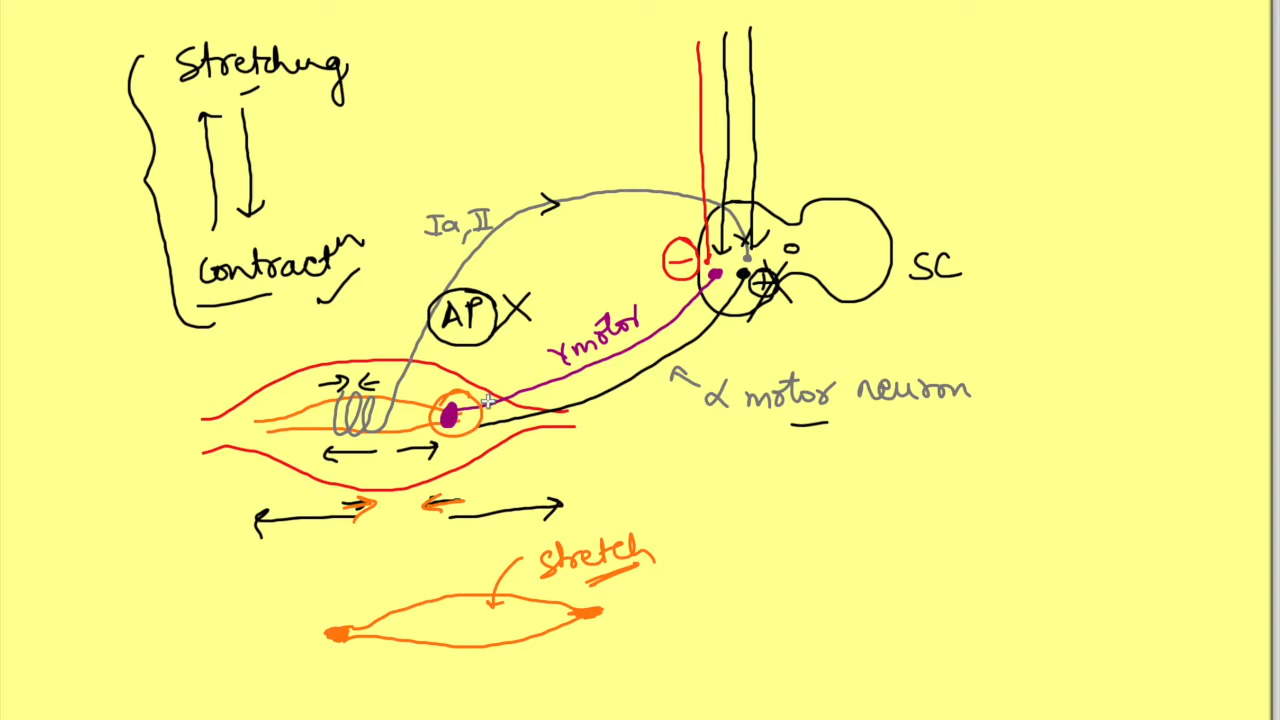 Stretching
contractn
Ia, II
AP
γ motor
SC
α motor neuron
stretch